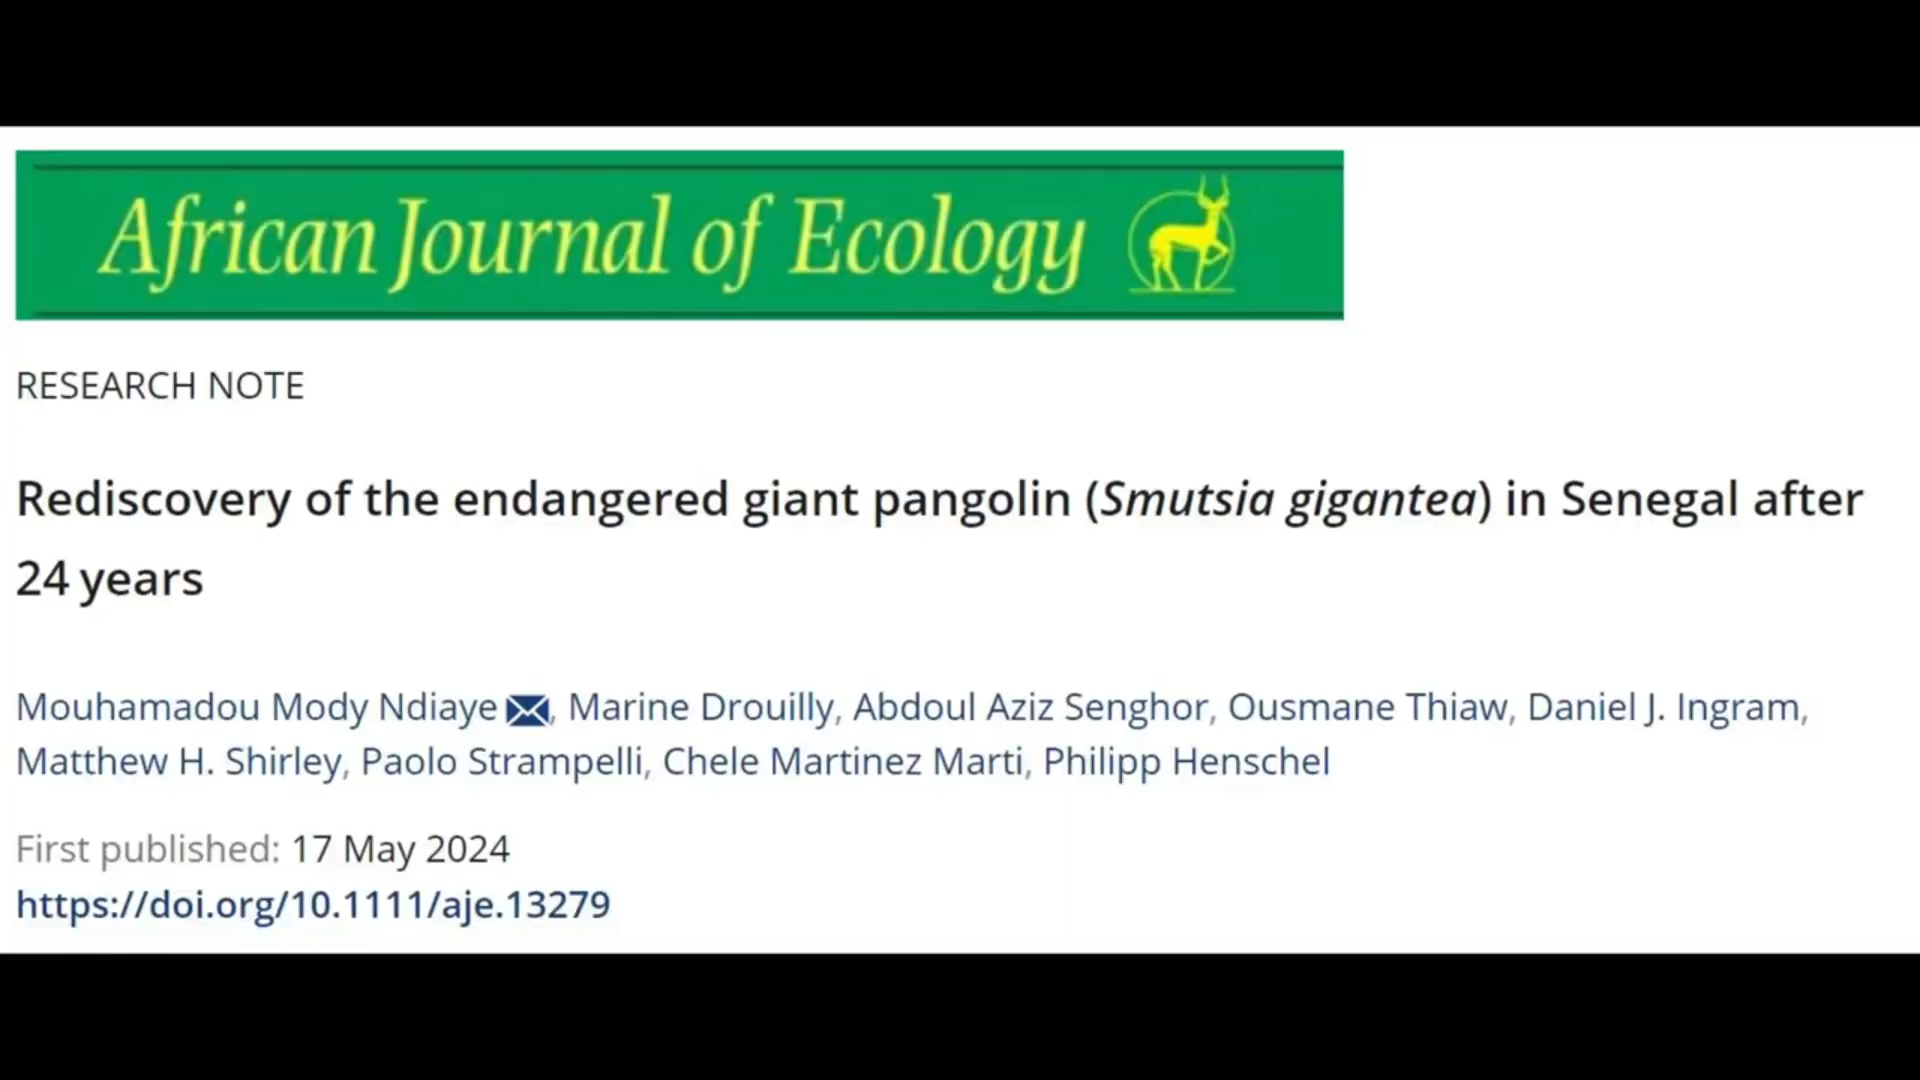 African Journal of Ecology
RESEARCH NOTE
Rediscovery of the endangered giant pangolin (Smutsia gigantea) in Senegal after
24 years
Mouhamadou Mody Ndiaye, Marine Drouilly, Abdoul Aziz Senghor, Ousmane Thiaw, Daniel J. Ingram,
Matthew H. Shirley, Paolo Strampelli, Chele Martinez Marti, Philipp Henschel
First published: 17 May 2024
https://doi.org/10.1111/aje.13279